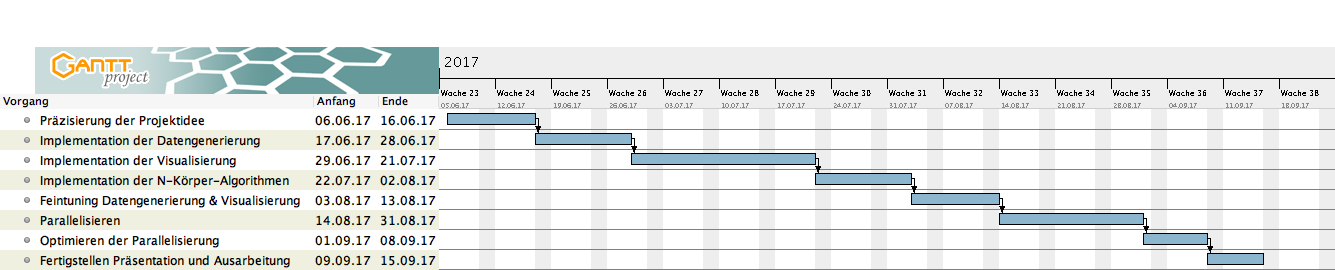 GANTT
project
2017
Woche 23 Woche 24 Woche 25 Woche 26 Woche 27 Woche 28 Woche 29 Woche 30 Woche 31 Woche 32 Woche 33 Woche 34 Woche 35 Woche 36 Woche 37 Woche 38
Vorgang Anfang Ende 05.06.17 12.06.17 19.06.17 26.06.17 03.07.17 10.07.17 17.07.17 24.07.17 31.07.17 07.08.17 14.08.17 21.08.17 28.08.17 04.09.17 11.09.17 18.09.17
Präzisierung der Projektidee 06.06.17 16.06.17
Implementation der Datengenerierung 17.06.17 28.06.17
Implementation der Visualisierung 29.06.17 21.07.17
Implementation der N-Körper-Algorithmen 22.07.17 02.08.17
Feintuning Datengenerierung & Visualisierung 03.08.17 13.08.17
Parallelisieren 14.08.17 31.08.17
Optimieren der Parallelisierung 01.09.17 08.09.17
Fertigstellen Präsentation und Ausarbeitung 09.09.17 15.09.17